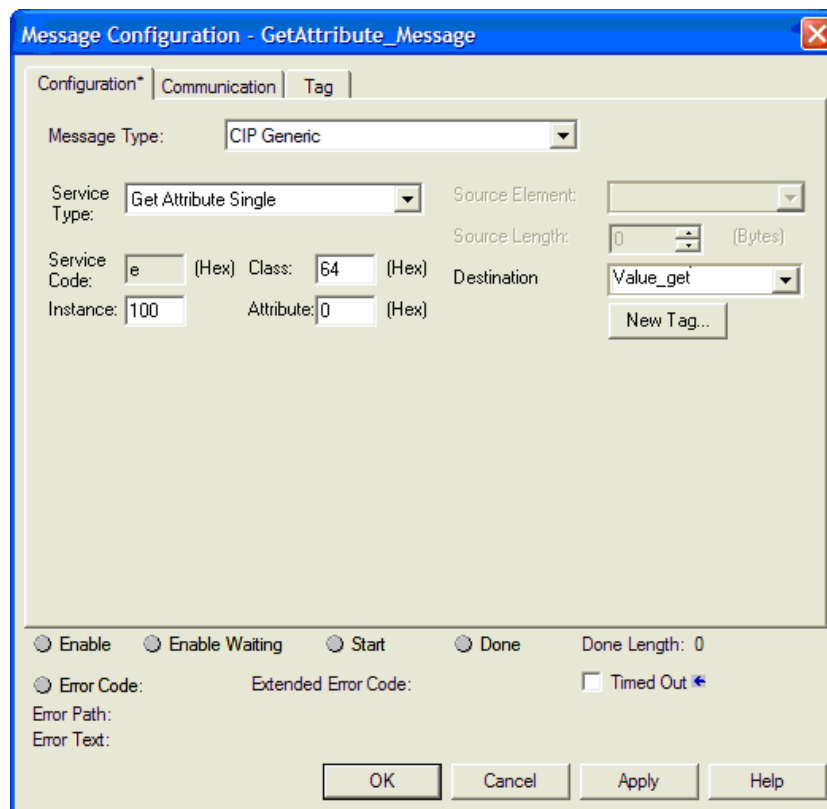 Message Configuration - GetAttribute_Message
Configuration* Communication Tag
Message Type: CIP Generic
Service Type: Get Attribute Single
Source Element:
Source Length: 0 (Bytes)
Service Code: e (Hex) Class: 64 (Hex)
Destination Value_get
Instance: 100 Attribute: 0 (Hex)
New Tag...
Enable Enable Waiting Start Done Done Length: 0
Error Code: Extended Error Code: Timed Out
Error Path:
Error Text:
OK Cancel Apply Help